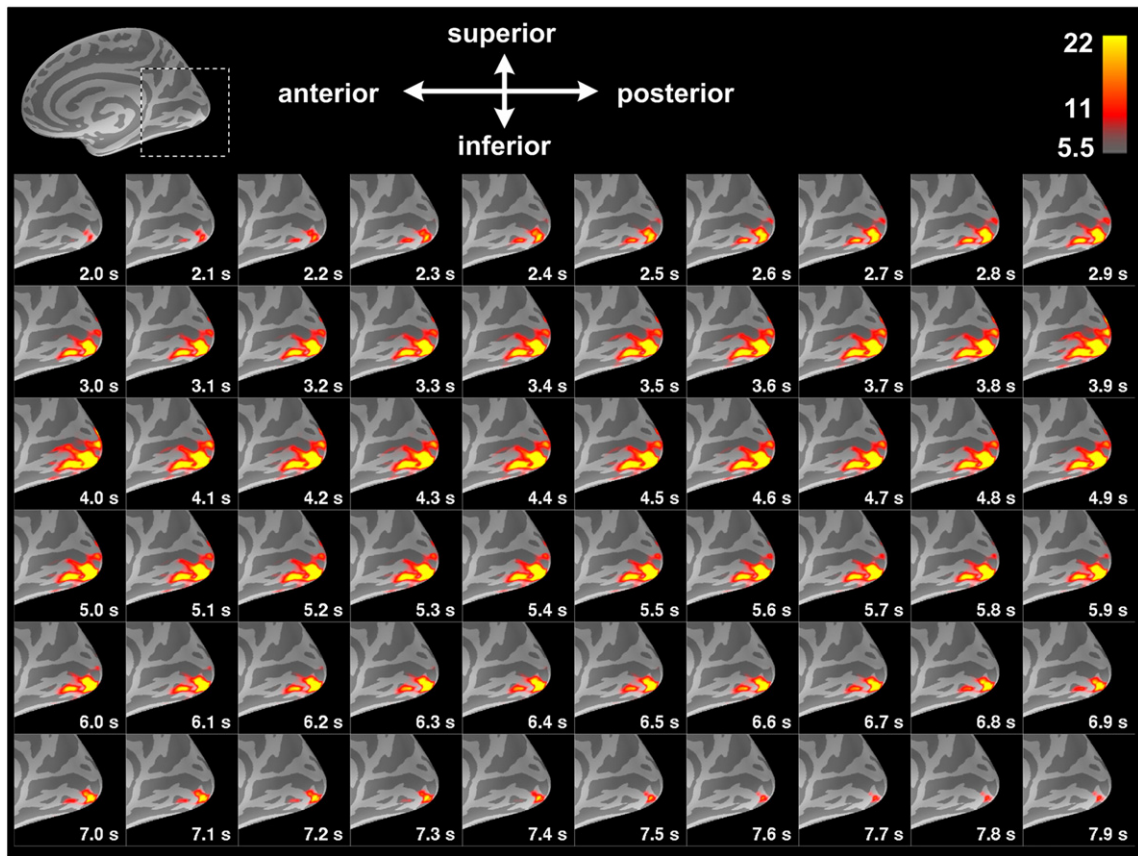 superior
anterior posterior
inferior
22
11
5.5
2.0 s 2.1 s 2.2 s 2.3 s 2.4 s 2.5 s 2.6 s 2.7 s 2.8 s 2.9 s
3.0 s 3.1 s 3.2 s 3.3 s 3.4 s 3.5 s 3.6 s 3.7 s 3.8 s 3.9 s
4.0 s 4.1 s 4.2 s 4.3 s 4.4 s 4.5 s 4.6 s 4.7 s 4.8 s 4.9 s
5.0 s 5.1 s 5.2 s 5.3 s 5.4 s 5.5 s 5.6 s 5.7 s 5.8 s 5.9 s
6.0 s 6.1 s 6.2 s 6.3 s 6.4 s 6.5 s 6.6 s 6.7 s 6.8 s 6.9 s
7.0 s 7.1 s 7.2 s 7.3 s 7.4 s 7.5 s 7.6 s 7.7 s 7.8 s 7.9 s